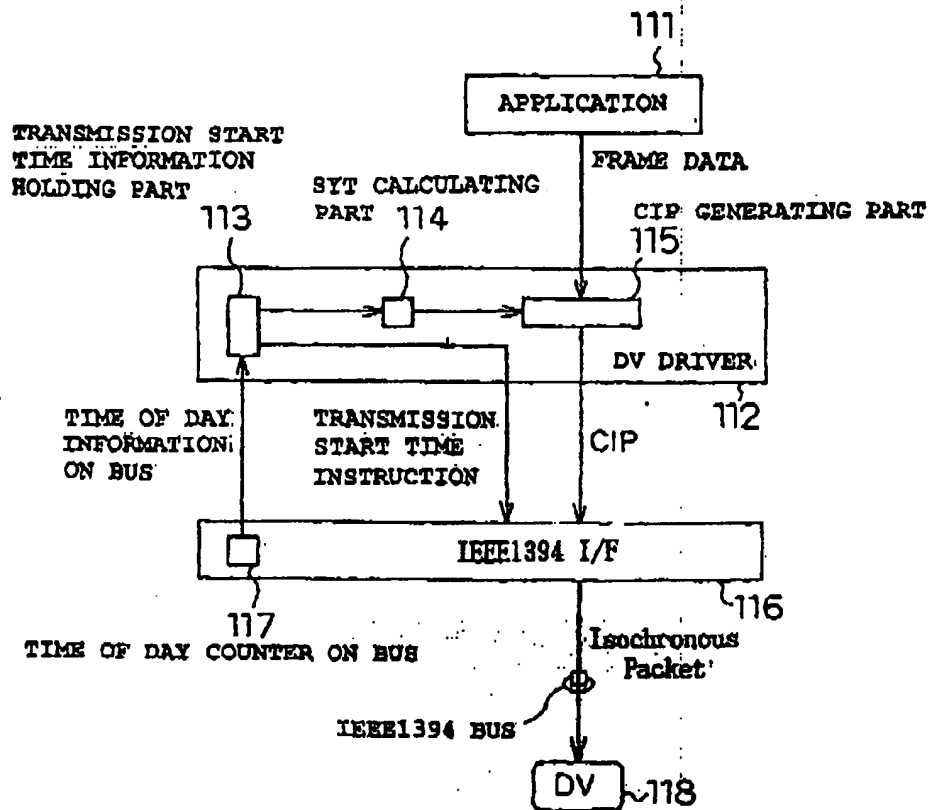 111
APPLICATION
TRANSMISSION START
TIME INFORMATION
HOLDING PART
FRAME DATA
SYT CALCULATING
PART
CIP GENERATING PART
113
114
115
DV DRIVER
112
TIME OF DAY
INFORMATION
ON BUS
TRANSMISSION
START TIME
INSTRUCTION
CIP
IEEE1394 I/F
116
117
TIME OF DAY COUNTER ON BUS
Isochronous
Packet
IEEE1394 BUS
DV
118